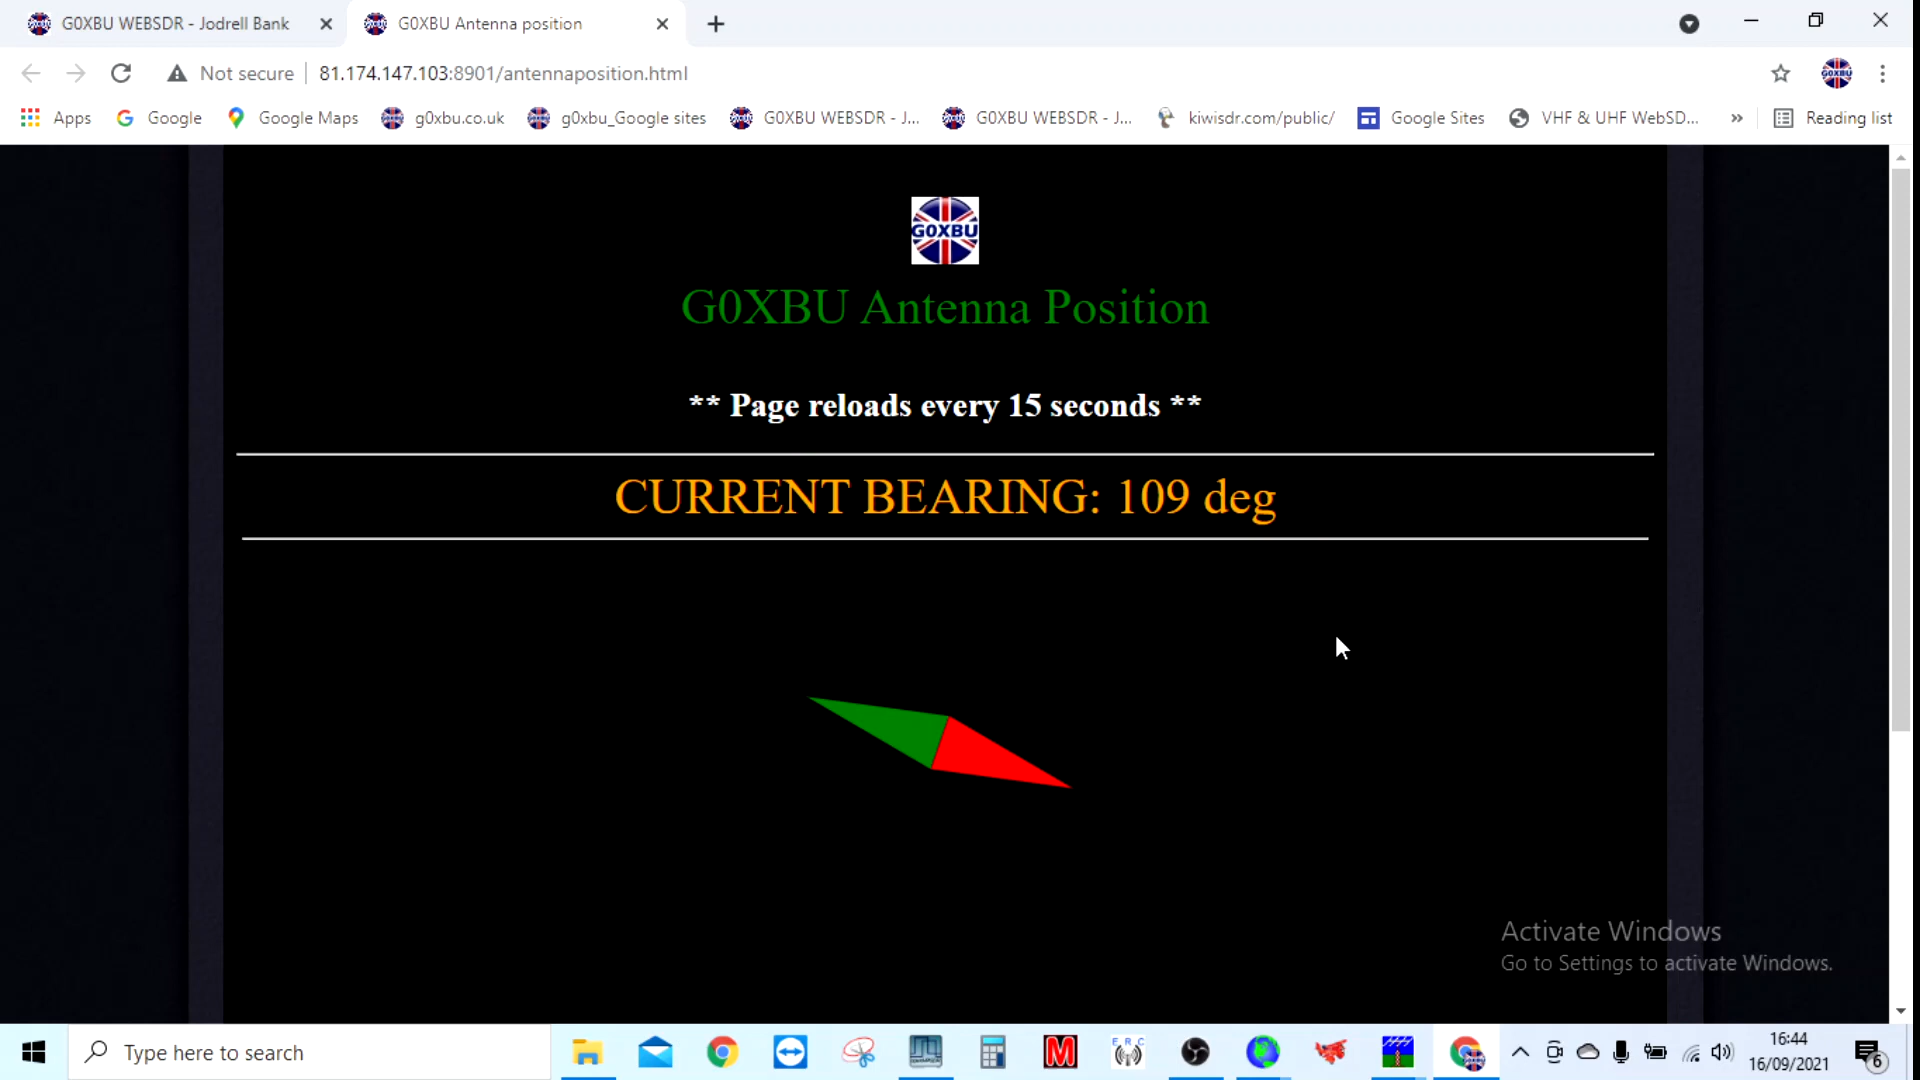 G0XBU WEBSDR - Jodrell Bank
G0XBU Antenna position
Not secure
81.174.147.103:8901/antennaposition.html
G0XBU
Apps
Google
Google Maps
g0xbu.co.uk
g0xbu_Google sites
G0XBU WEBSDR - J...
G0XBU WEBSDR - J...
kiwisdr.com/public/
Google Sites
VHF & UHF WebSD...
»
Reading list
G0XBU
G0XBU Antenna Position
** Page reloads every 15 seconds **
CURRENT BEARING: 109 deg
Activate Windows
Go to Settings to activate Windows.
Type here to search
M
E R C
16:44
16/09/2021
6